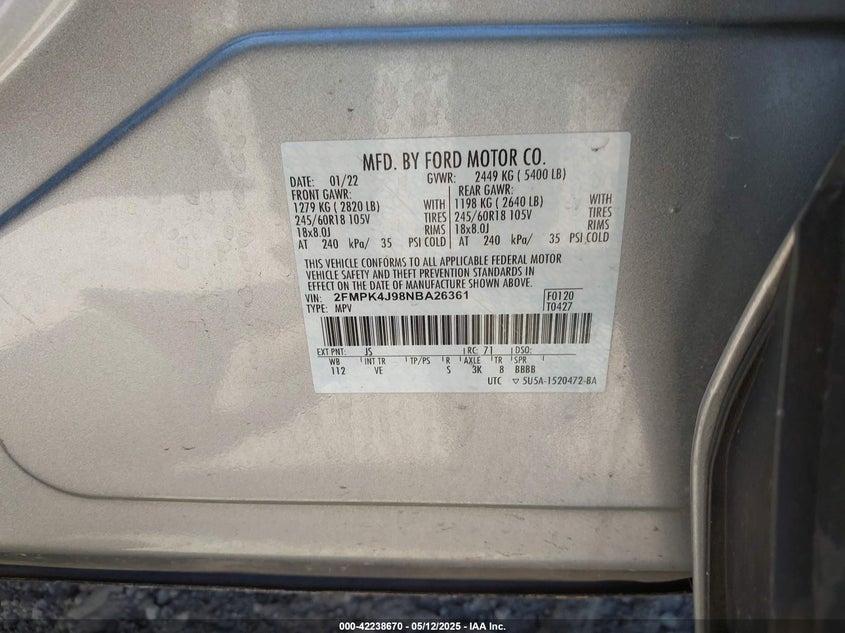 MFD. BY FORD MOTOR CO.
DATE: 01/22 GVWR: 2449 KG ( 5400 LB)
FRONT GAWR: REAR GAWR:
1279 KG ( 2820 LB) WITH 1198 KG ( 2640 LB) WITH
245/60R18 105V TIRES 245/60R18 105V TIRES
18x8.0J RIMS 18x8.0J RIMS
AT 240 kPa/ 35 PSI COLD AT 240 kPa/ 35 PSI COLD
THIS VEHICLE CONFORMS TO ALL APPLICABLE FEDERAL MOTOR
VEHICLE SAFETY AND THEFT PREVENTION STANDARDS IN
EFFECT ON THE DATE OF MANUFACTURE SHOWN ABOVE.
VIN: 2FMPK4J98NBA26361 F0120
TYPE: MPV T0427
EXT PNT: JS RC: 71 DSO:
WB INT TR TP/PS R AXLE TR SPR
112 VE S 3K 8 BBBB
UTC ▽ 5U5A-1520472-BA
000-42238670 — 05/12/2025 — IAA Inc.